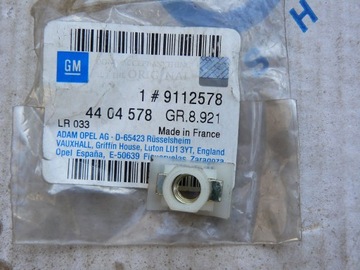 GM
1 # 9112578
44 04 578 GR.8.921
LR 033
Made in France
ADAM OPEL AG - D-65423 Rüsselsheim
VAUXHALL, Griffin House, Luton LU1 3YT, England
Opel España, E-50639 Figueruelas, Zaragoza
S H